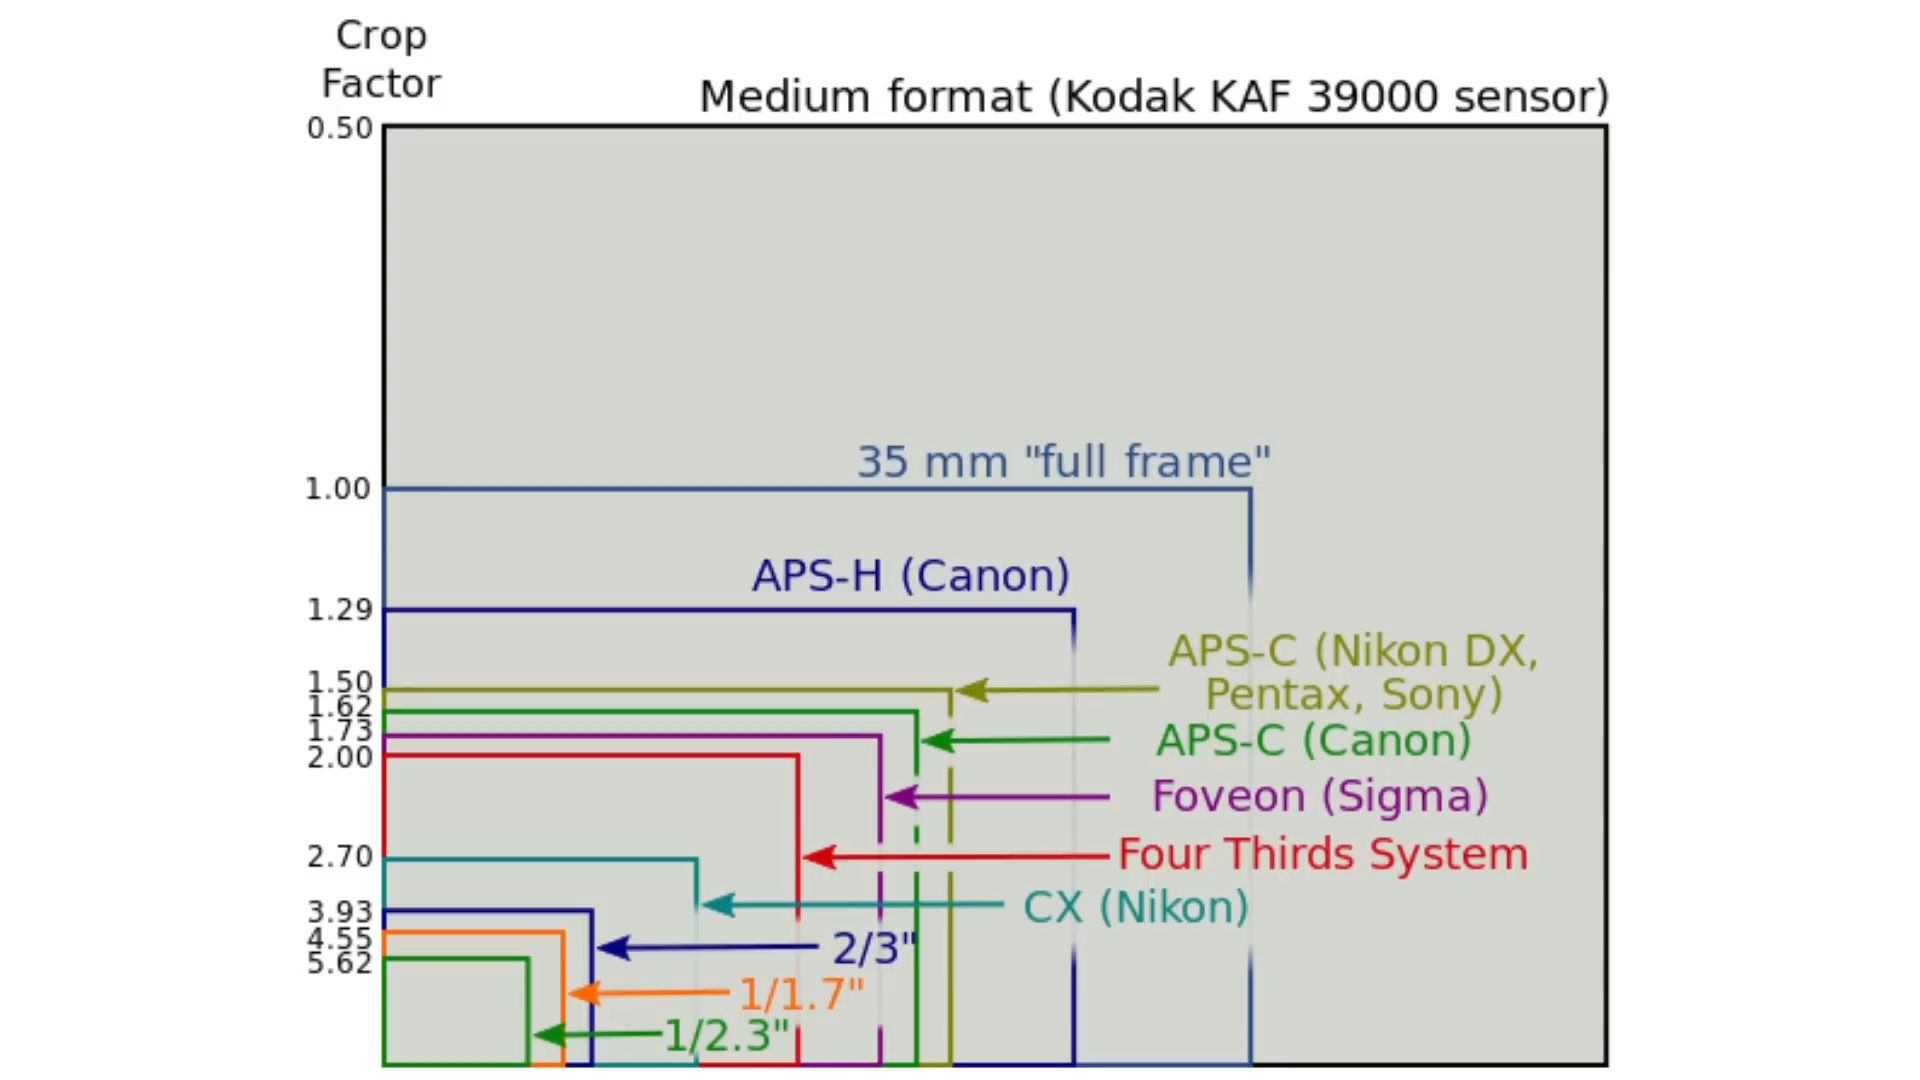 Crop
Factor
Medium format (Kodak KAF 39000 sensor)
0.50
35 mm "full frame"
1.00
APS-H (Canon)
1.29
APS-C (Nikon DX,
Pentax, Sony)
1.50
1.62
1.73
APS-C (Canon)
2.00
Foveon (Sigma)
2.70
Four Thirds System
CX (Nikon)
3.93
4.55
2/3"
5.62
1/1.7"
1/2.3"